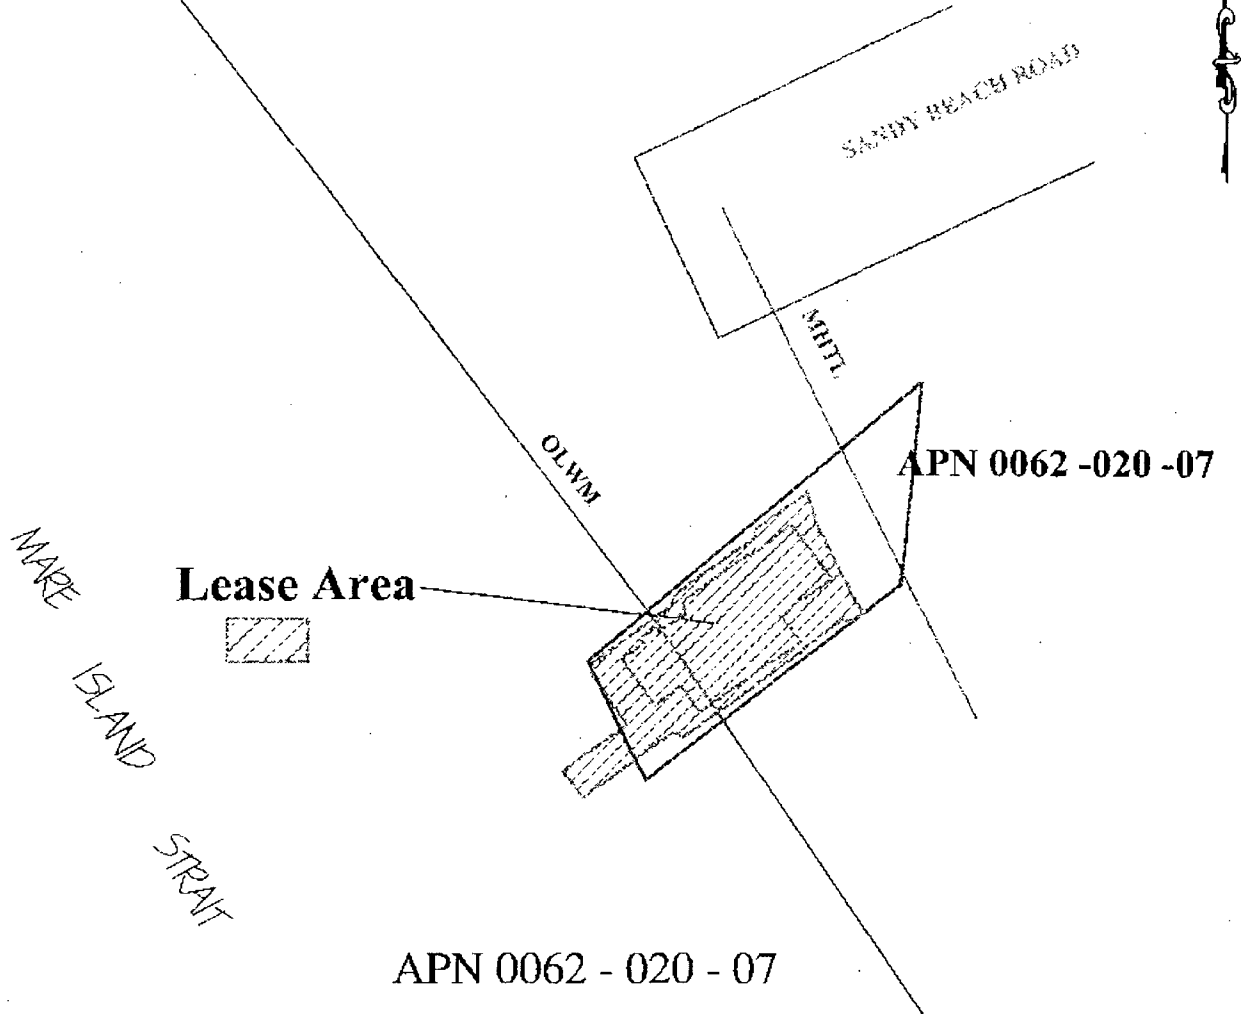 SANDY BEACH ROAD
MHTL
OLWM
APN 0062 -020 -07
Lease Area
MARE
ISLAND
STRAIT
APN 0062 - 020 - 07